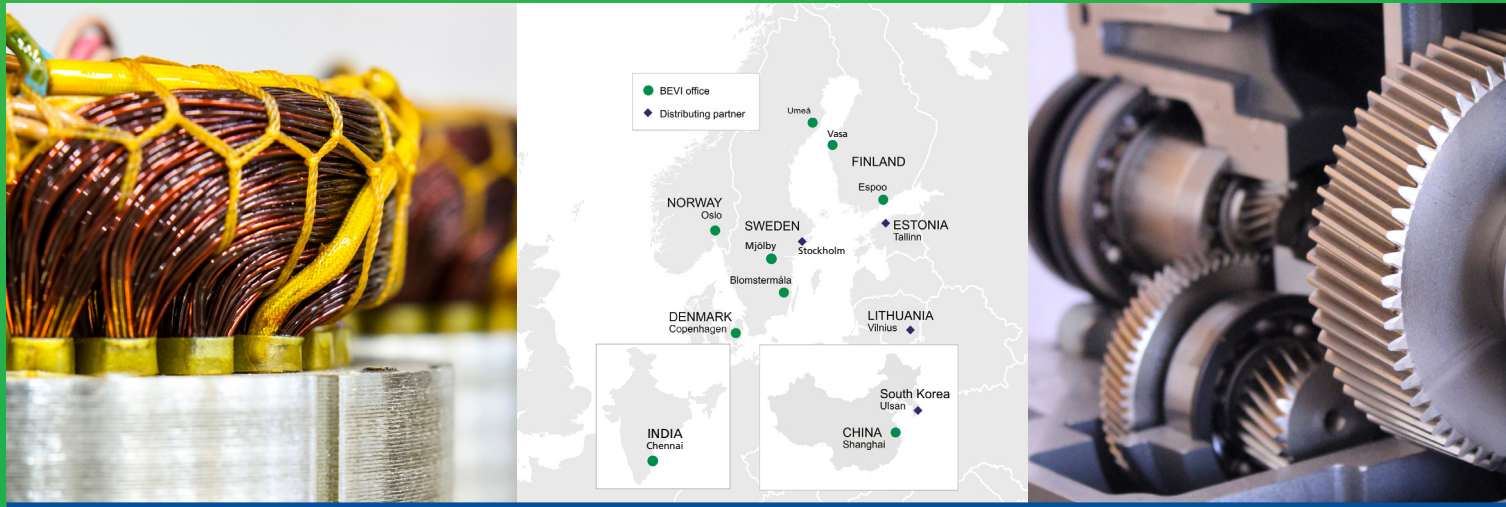 BEVI office
Distributing partner
Umeå
Vasa
FINLAND
Espoo
NORWAY
Oslo
SWEDEN
Stockholm
ESTONIA
Tallinn
Mjölby
Blomstermåla
DENMARK
Copenhagen
LITHUANIA
Vilnius
INDIA
Chennai
South Korea
Ulsan
CHINA
Shanghai